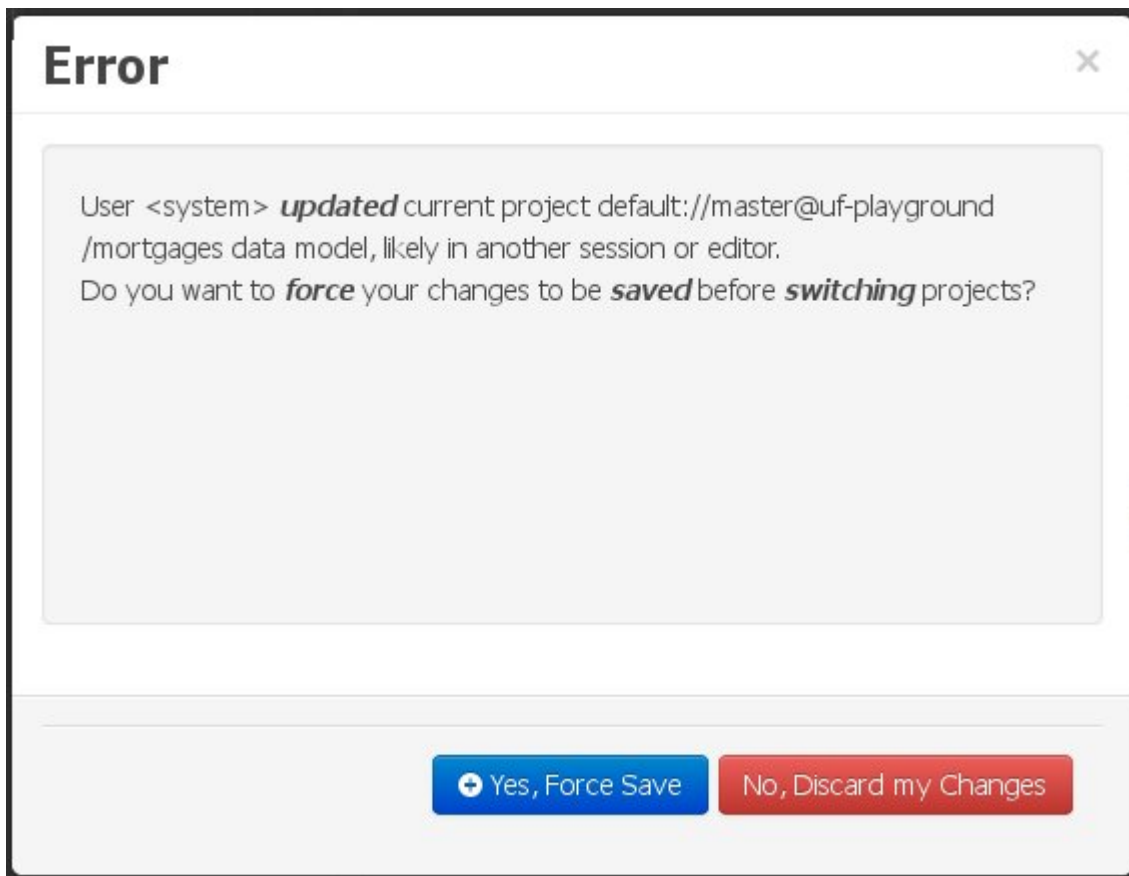 Error
×
User <system> updated current project default://master@uf-playground
/mortgages data model, likely in another session or editor.
Do you want to force your changes to be saved before switching projects?
Yes, Force Save
No, Discard my Changes